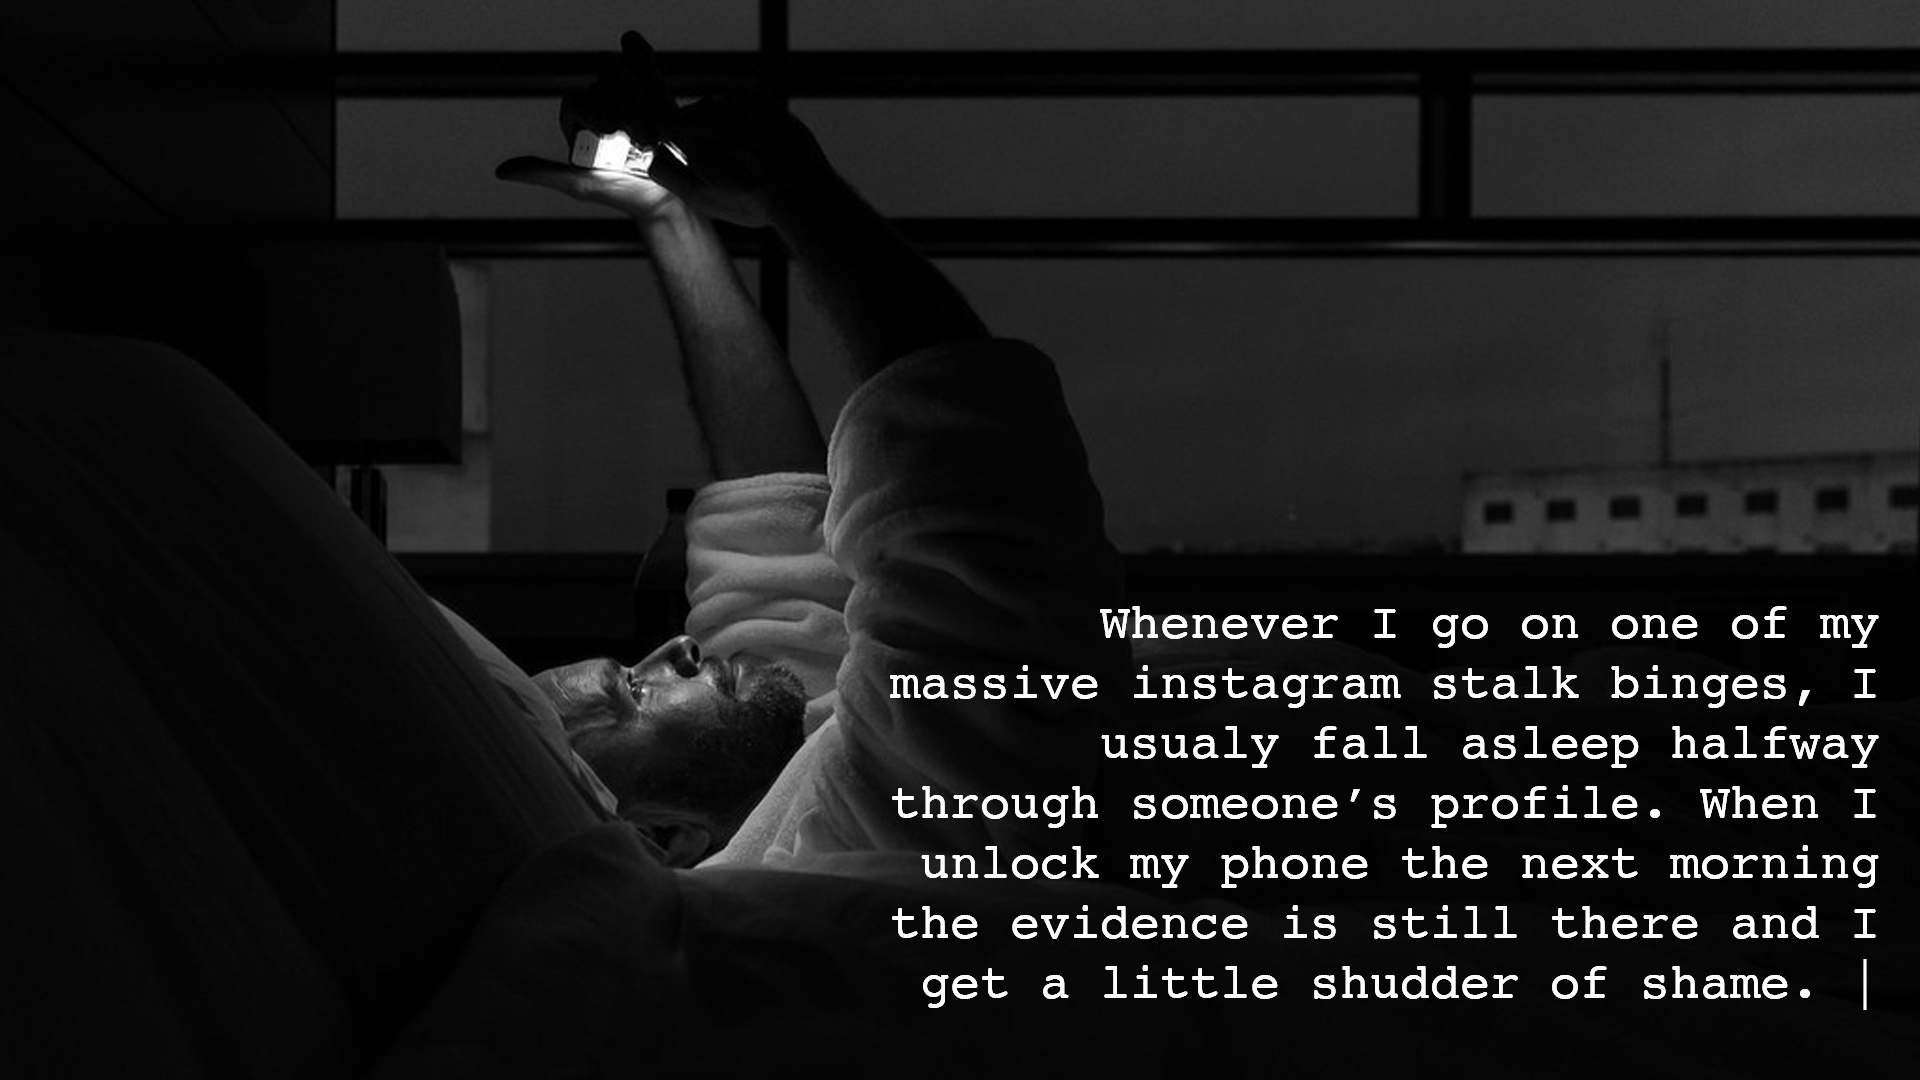 Whenever I go on one of my
massive instagram stalk binges, I
usualy fall asleep halfway
through someone’s profile. When I
unlock my phone the next morning
the evidence is still there and I
get a little shudder of shame. |